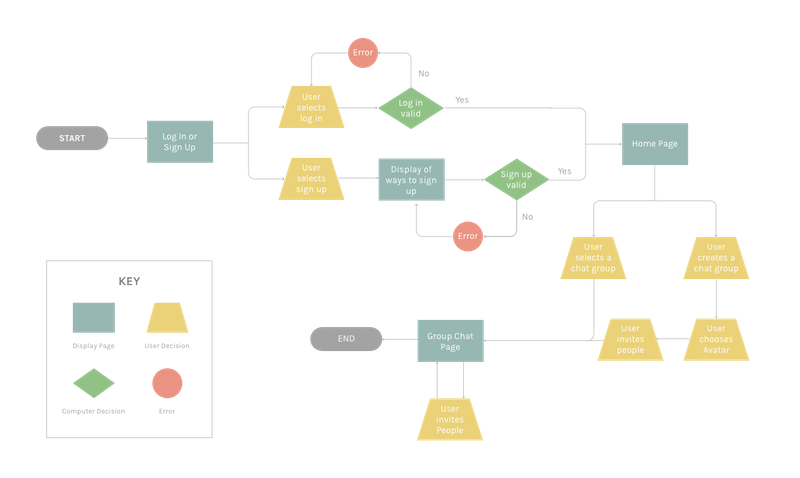 Error
No
User
selects
log in
Log in
valid
Yes
START
Log In or
Sign Up
Home Page
User
selects
sign up
Display of
ways to sign
up
Sign up
valid
Yes
No
Error
User
selects a
chat group
User
creates a
chat group
KEY
Display Page
User Decision
Computer Decision
Error
END
Group Chat
Page
User
invites
people
User
chooses
Avatar
User
invites
People